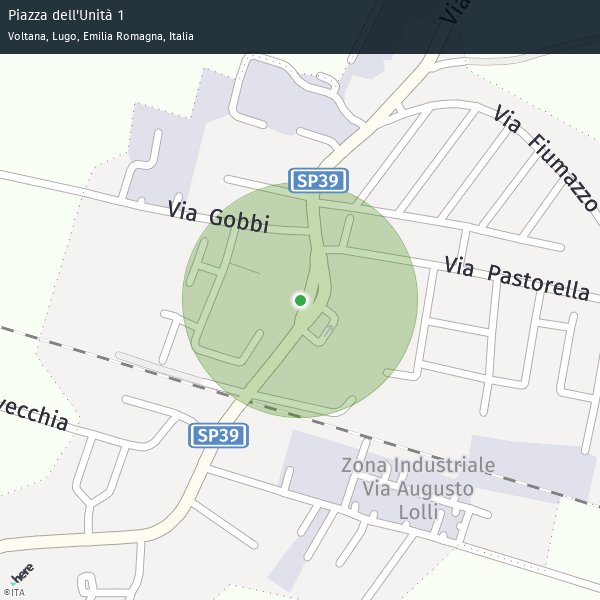 Piazza dell'Unità 1
Voltana, Lugo, Emilia Romagna, Italia
Via
Via Fiumazzo
SP39
Via Gobbi
Via Pastorella
vecchia
SP39
Zona Industriale
Via Augusto
Lolli
here
©ITA